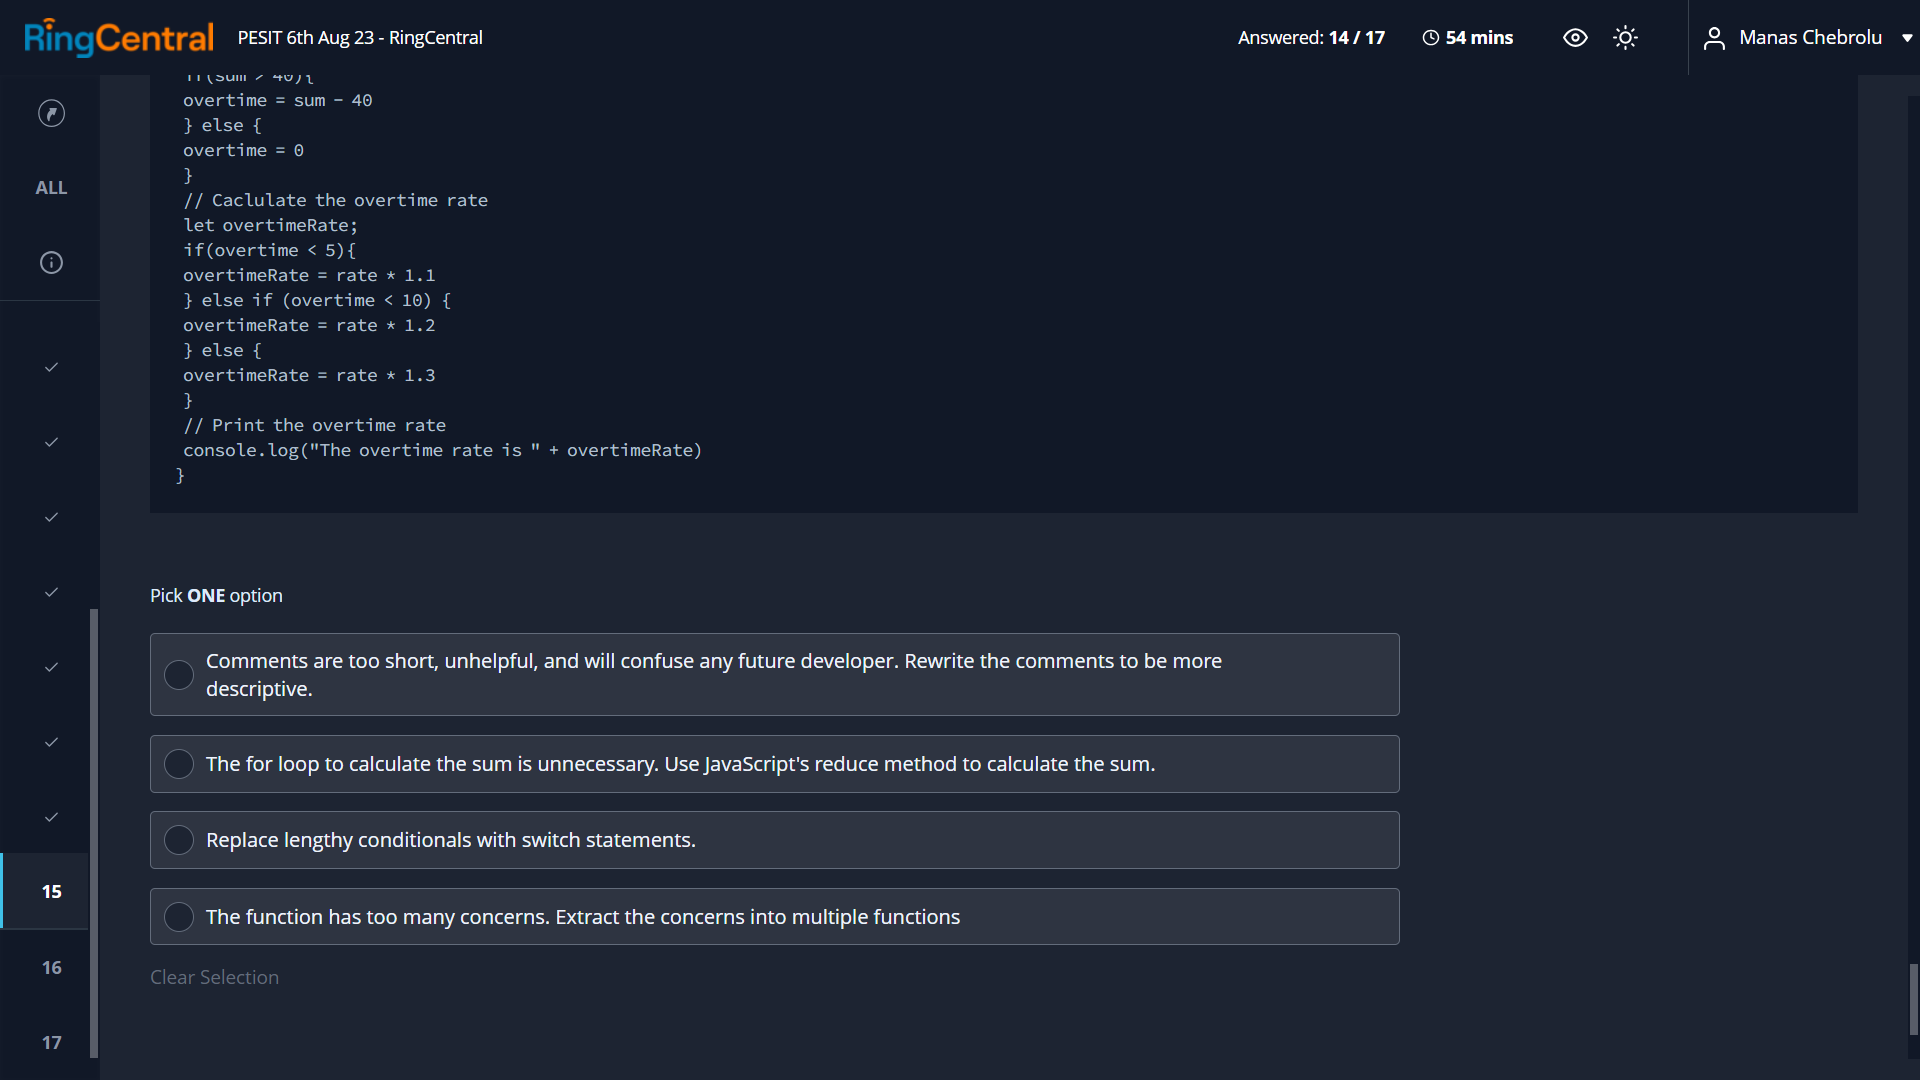 RingCentral
PESIT 6th Aug 23 - RingCentral
Answered: 14 / 17
54 mins
Manas Chebrolu
ALL
15
16
17
if(sum > 40){
overtime = sum - 40
} else {
overtime = 0
}
// Caclulate the overtime rate
let overtimeRate;
if(overtime < 5){
overtimeRate = rate * 1.1
} else if (overtime < 10) {
overtimeRate = rate * 1.2
} else {
overtimeRate = rate * 1.3
}
// Print the overtime rate
console.log("The overtime rate is " + overtimeRate)
}
Pick ONE option
Comments are too short, unhelpful, and will confuse any future developer. Rewrite the comments to be more
descriptive.
The for loop to calculate the sum is unnecessary. Use JavaScript's reduce method to calculate the sum.
Replace lengthy conditionals with switch statements.
The function has too many concerns. Extract the concerns into multiple functions
Clear Selection